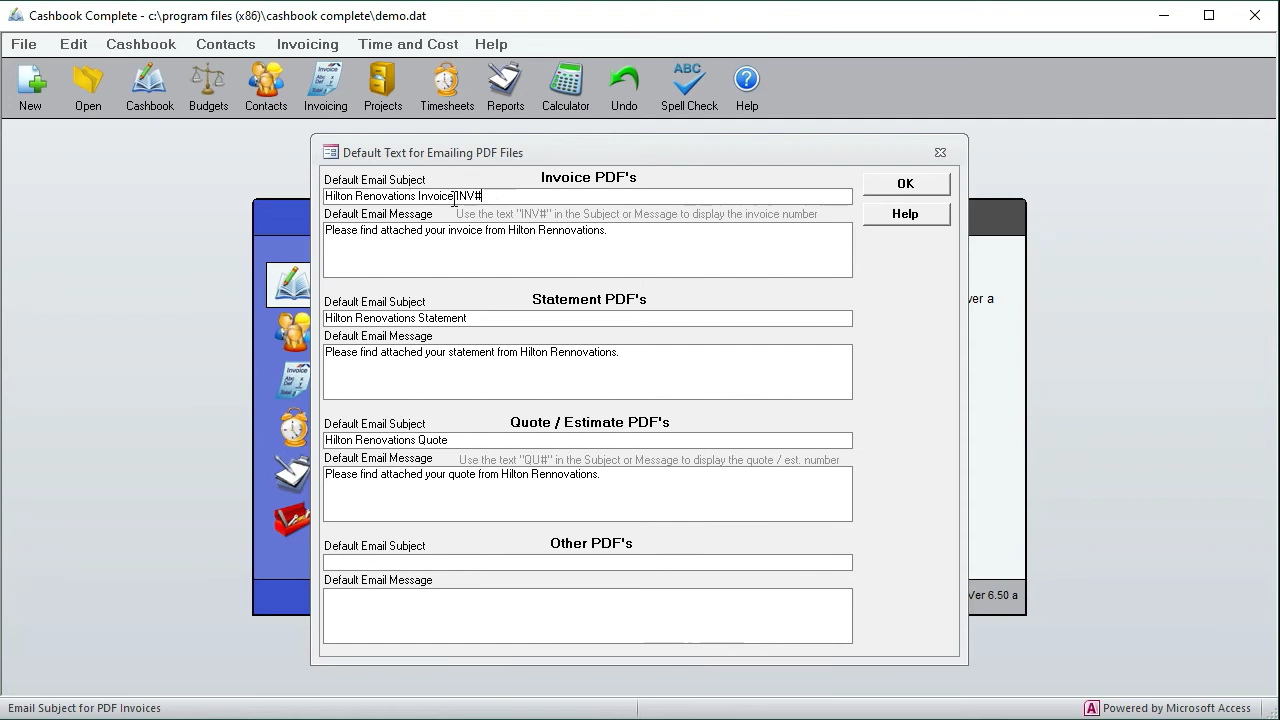 Cashbook Complete - c:\program files (x86)\cashbook complete\demo.dat
File Edit Cashbook Contacts Invoicing Time and Cost Help
ABC
New Open Cashbook Budgets Contacts Invoicing Projects Timesheets Reports Calculator Undo Spell Check Help
Default Text for Emailing PDF Files
Invoice PDF's
Default Email Subject
OK
Hilton Renovations Invoice INV#
Default Email Message Use the text "INV#" in the Subject or Message to display the invoice number
Help
Please find attached your invoice from Hilton Rennovations.
Statement PDF's
Default Email Subject
ver a
Hilton Renovations Statement
Default Email Message
Please find attached your statement from Hilton Rennovations.
Quote / Estimate PDF's
Default Email Subject
Hilton Renovations Quote
Default Email Message Use the text "QU#" in the Subject or Message to display the quote / est. number
Please find attached your quote from Hilton Rennovations.
Other PDF's
Default Email Subject
Default Email Message
Ver 6.50 a
Email Subject for PDF Invoices
Powered by Microsoft Access